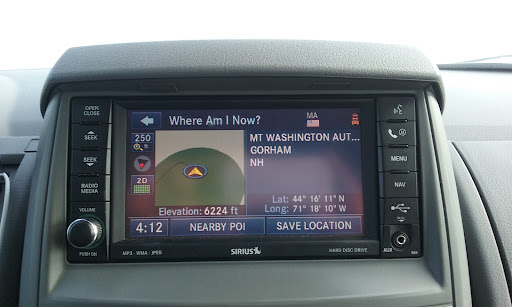 OPEN
CLOSE
SEEK
SEEK
RADIO
MEDIA
VOLUME
PUSH ON
Where Am I Now?
MA
250
ft
2D
MT WASHINGTON AUT...
GORHAM
NH
Lat: 44° 16' 11" N
Long: 71° 18' 10" W
Elevation: 6224 ft
4:12
NEARBY POI
SAVE LOCATION
MP3 - WMA - JPEG
SIRIUS
HARD DISC DRIVE
MENU
NAV
AUX